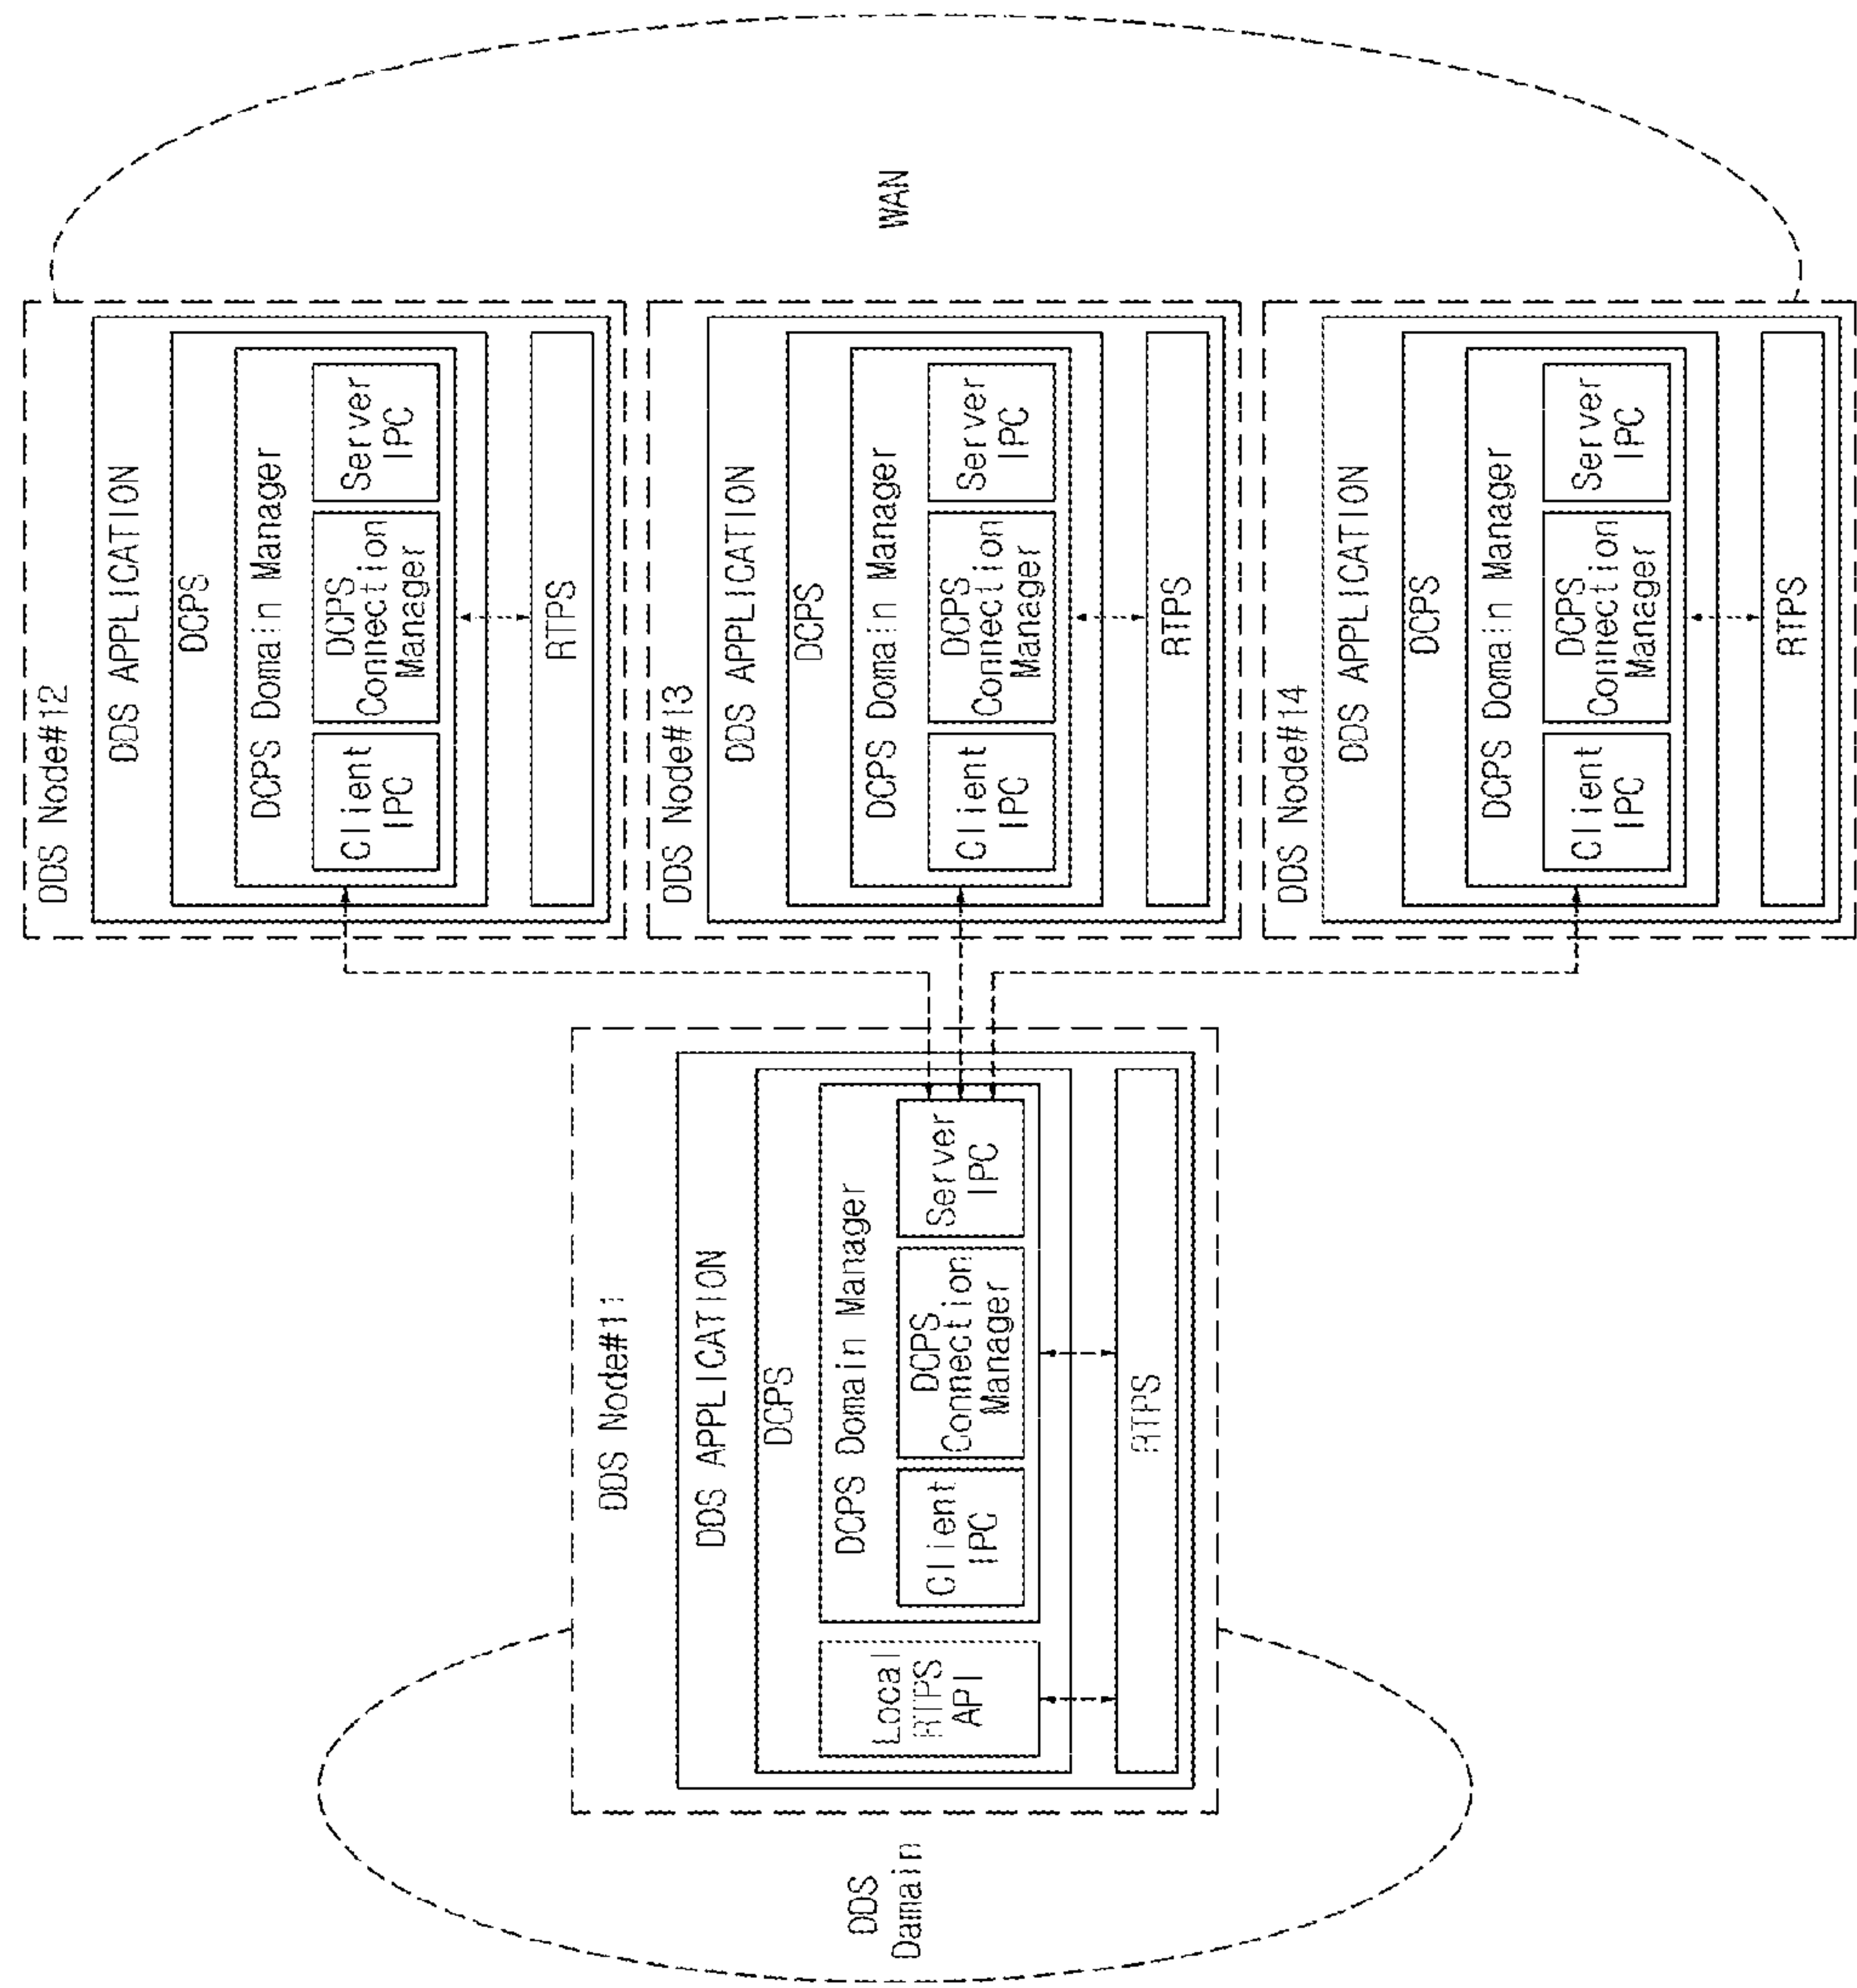 DDS
Damain
DDS Node#11
DDS APPLICATION
DCPS
Local
RTPS
API
DCPS Domain Manager
Client
IPC
DCPS
Connection
Manager
Server
IPC
RTPS
DDS Node#12
DDS APPLICATION
DCPS
DCPS Domain Manager
Client
IPC
DCPS
Connection
Manager
Server
IPC
RTPS
DDS Node#13
DDS APPLICATION
DCPS
DCPS Domain Manager
Client
IPC
DCPS
Connection
Manager
Server
IPC
RTPS
DDS Node#14
DDS APPLICATION
DCPS
DCPS Domain Manager
Client
IPC
DCPS
Connection
Manager
Server
IPC
RTPS
WAN